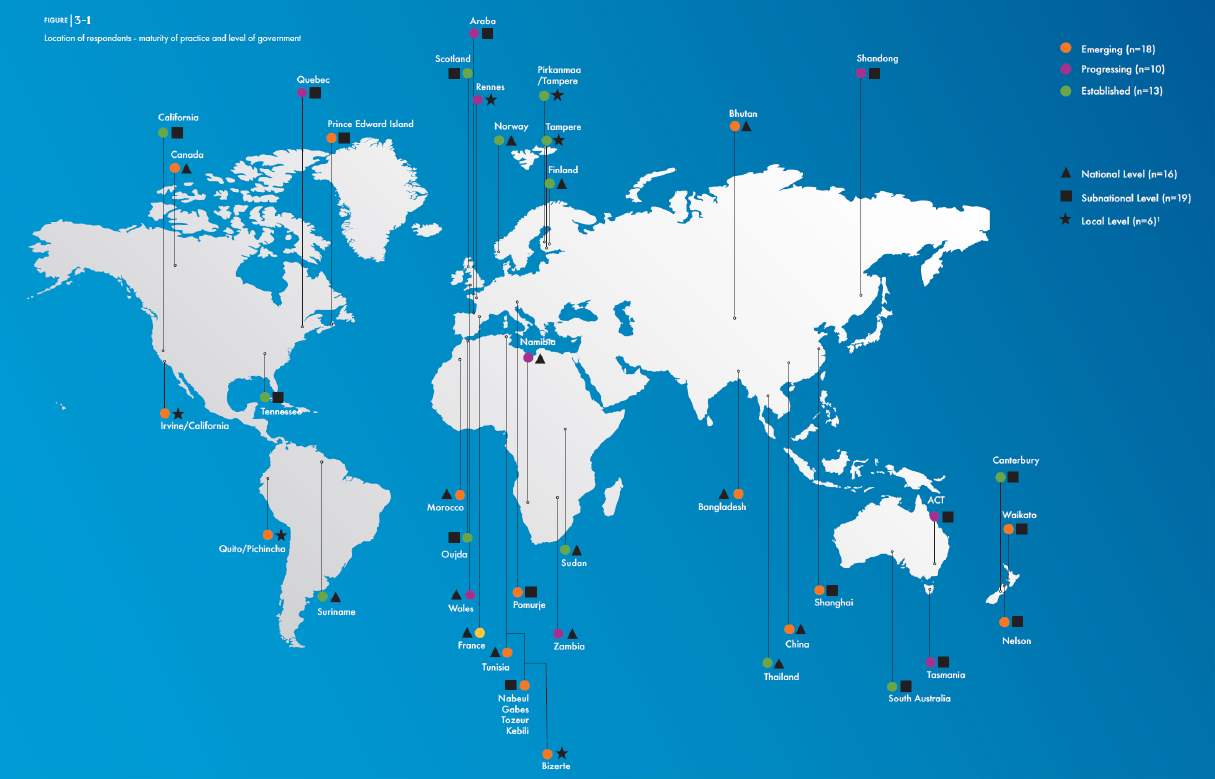 FIGURE | 3-1
Location of respondents - maturity of practice and level of government
Araba
Scotland
Shandong
Emerging (n=18)
Progressing (n=10)
Established (n=13)
Quebec
Rennes
Pirkanmaa
/Tampere
California
Prince Edward Island
Norway
Tampere
Bhutan
Canada
Finland
National Level (n=16)
Subnational Level (n=19)
Local Level (n=6)¹
Namibia
Tennessee
Irvine/California
Canterbury
Morocco
Bangladesh
ACT
Waikato
Quito/Pichincha
Oujda
Sudan
Suriname
Wales
Pomurje
Shanghai
France
Zambia
China
Nelson
Tunisia
Thailand
Tasmania
Nabeul
Gabes
Tozeur
Kebili
South Australia
Bizerte